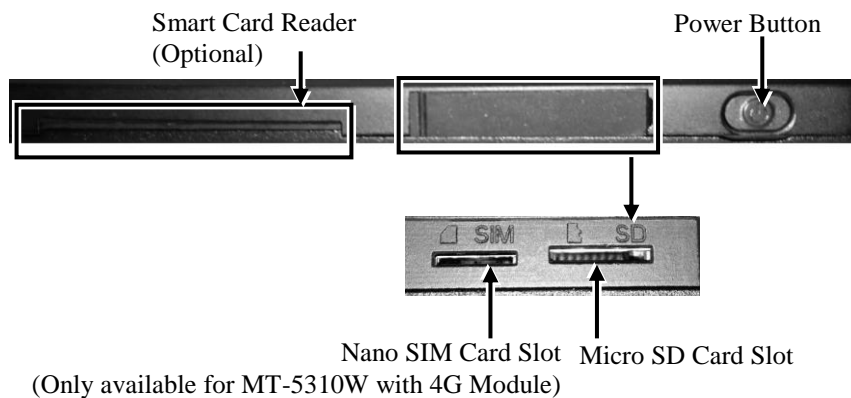 Smart Card Reader
(Optional)
Power Button
SIM
SD
Nano SIM Card Slot
Micro SD Card Slot
(Only available for MT-5310W with 4G Module)